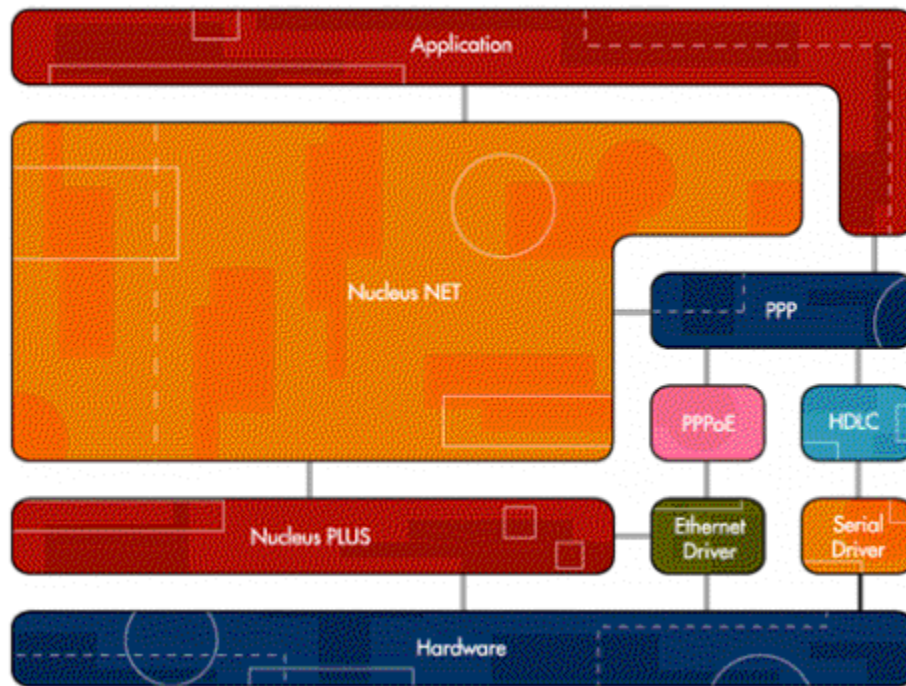 Application
Nucleus NET
PPP
PPPoE
HDLC
Nucleus PLUS
Ethernet
Driver
Serial
Driver
Hardware